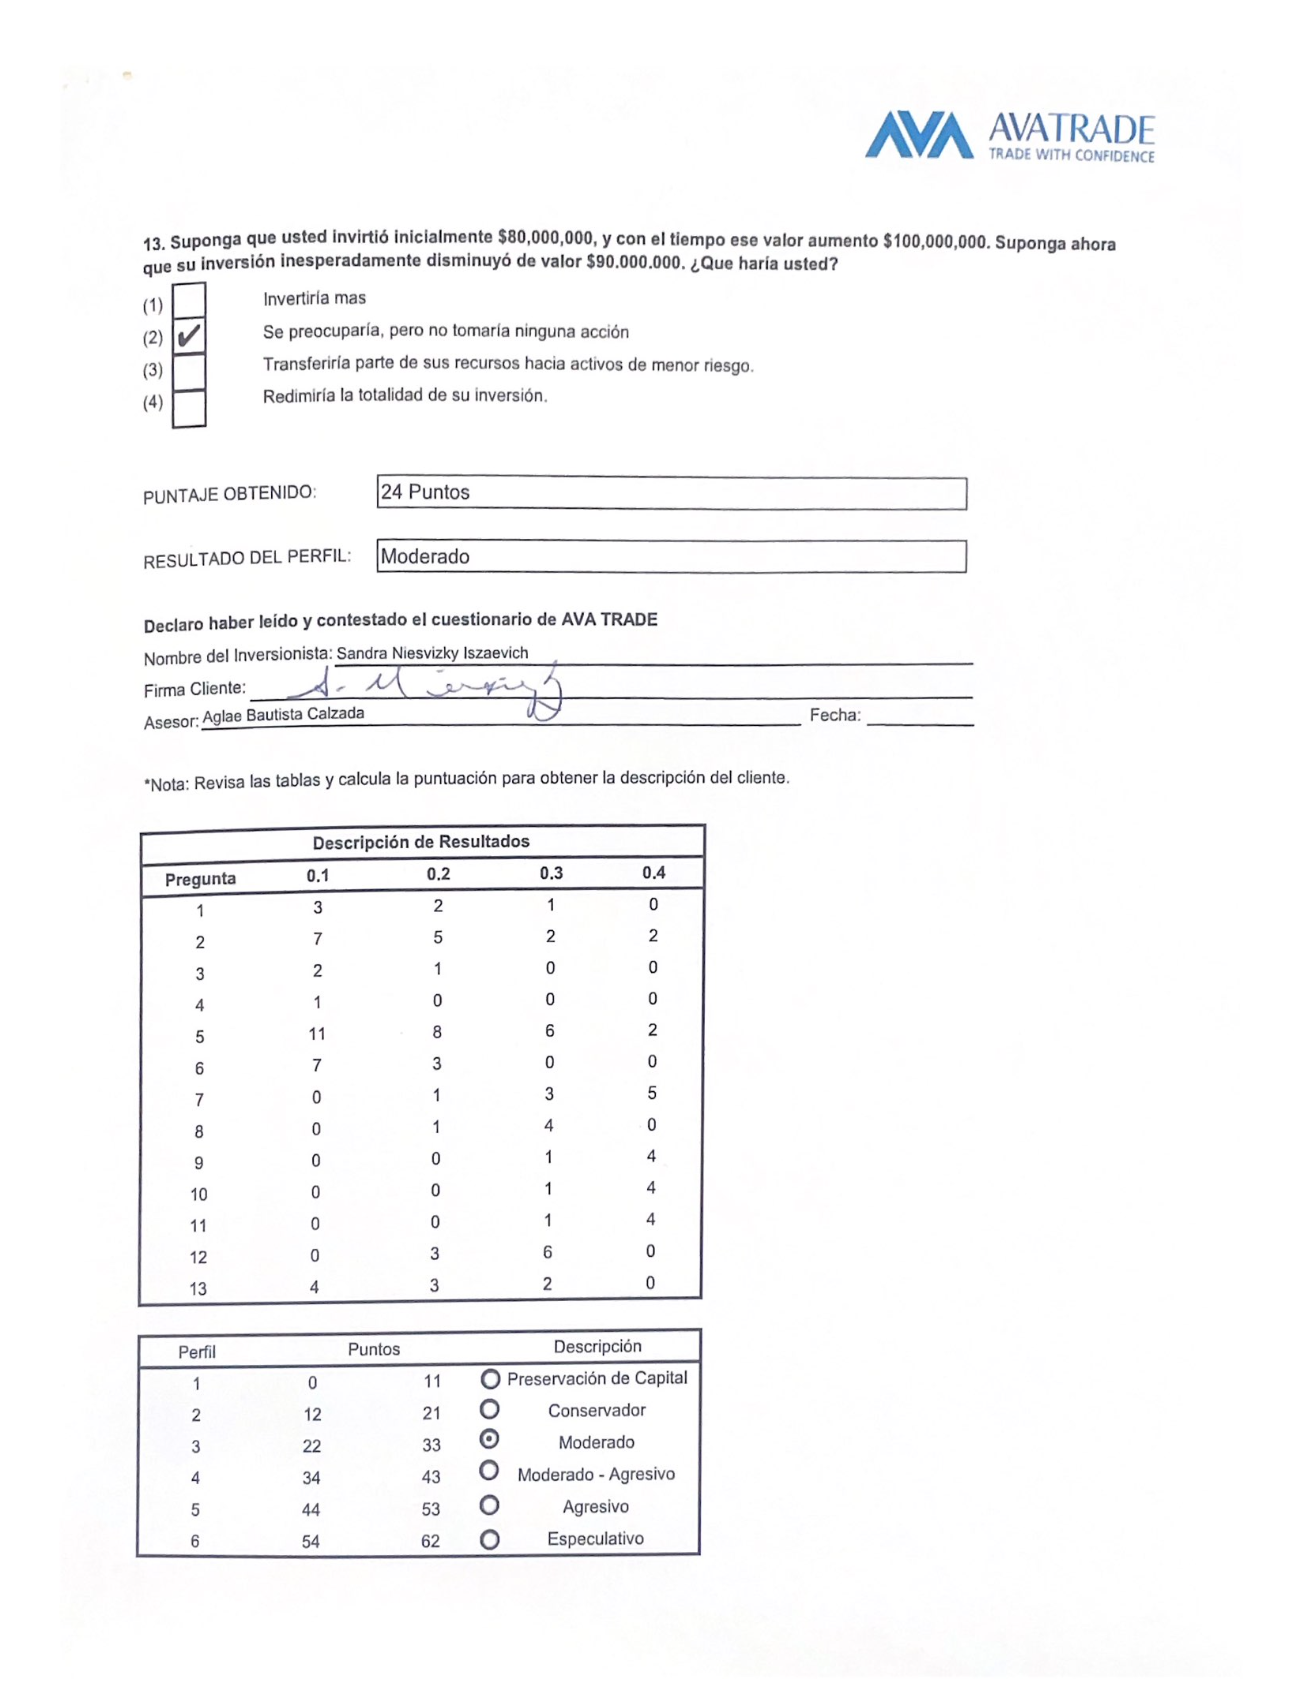 AVA AVATRADE
TRADE WITH CONFIDENCE
13. Suponga que usted invirtió inicialmente $80,000,000, y con el tiempo ese valor aumento $100,000,000. Suponga ahora
que su inversión inesperadamente disminuyó de valor $90.000.000. ¿Que haría usted?
(1) Invertiría mas
(2) ✔ Se preocuparía, pero no tomaría ninguna acción
(3) Transferiría parte de sus recursos hacia activos de menor riesgo.
(4) Redimiría la totalidad de su inversión.
PUNTAJE OBTENIDO: 24 Puntos
RESULTADO DEL PERFIL: Moderado
Declaro haber leído y contestado el cuestionario de AVA TRADE
Nombre del Inversionista: Sandra Niesvizky Iszaevich
Firma Cliente:
Asesor: Aglae Bautista Calzada Fecha:
*Nota: Revisa las tablas y calcula la puntuación para obtener la descripción del cliente.
Descripción de Resultados
Pregunta 0.1 0.2 0.3 0.4
1 3 2 1 0
2 7 5 2 2
3 2 1 0 0
4 1 0 0 0
5 11 8 6 2
6 7 3 0 0
7 0 1 3 5
8 0 1 4 0
9 0 0 1 4
10 0 0 1 4
11 0 0 1 4
12 0 3 6 0
13 4 3 2 0
Perfil Puntos Descripción
1 0 11 Preservación de Capital
2 12 21 Conservador
3 22 33 Moderado
4 34 43 Moderado - Agresivo
5 44 53 Agresivo
6 54 62 Especulativo